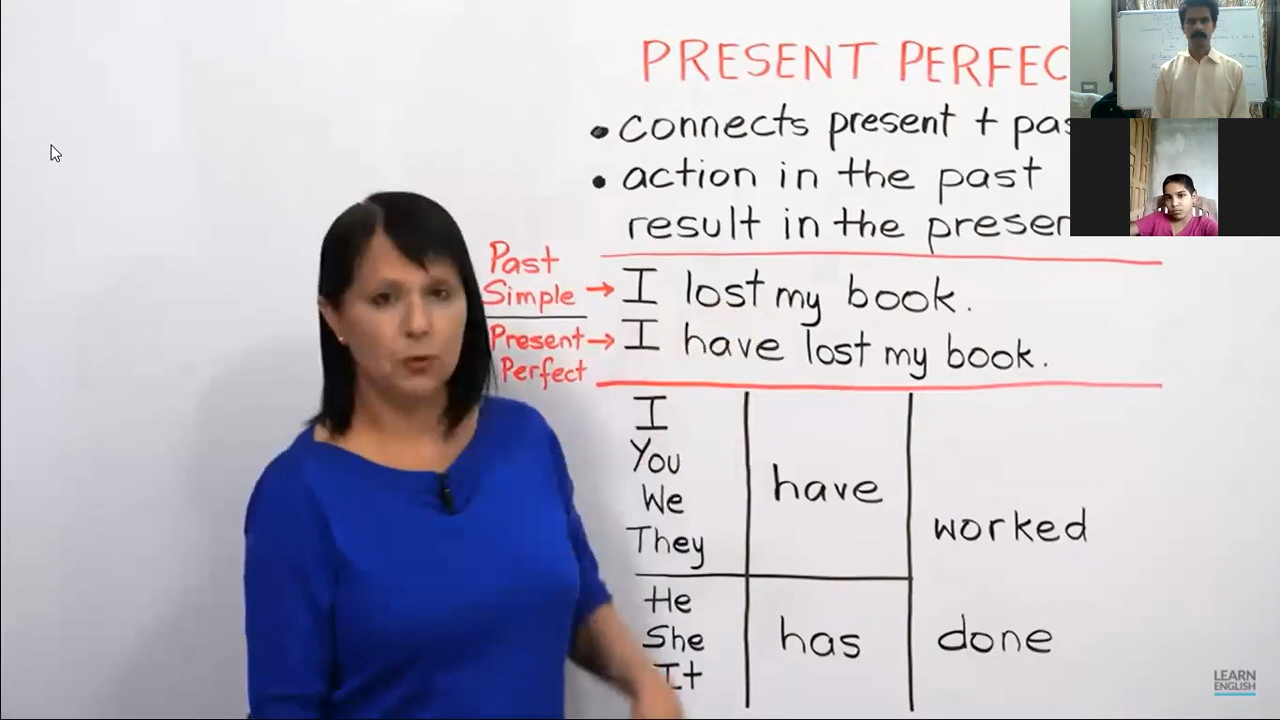 PRESENT PERFEC
• connects present + pas
• action in the past
result in the presen
Past
Simple → I lost my book.
Present → I have lost my book.
Perfect
I
You
We
They
have
worked
He
She
It
has
done
LEARN
ENGLISH